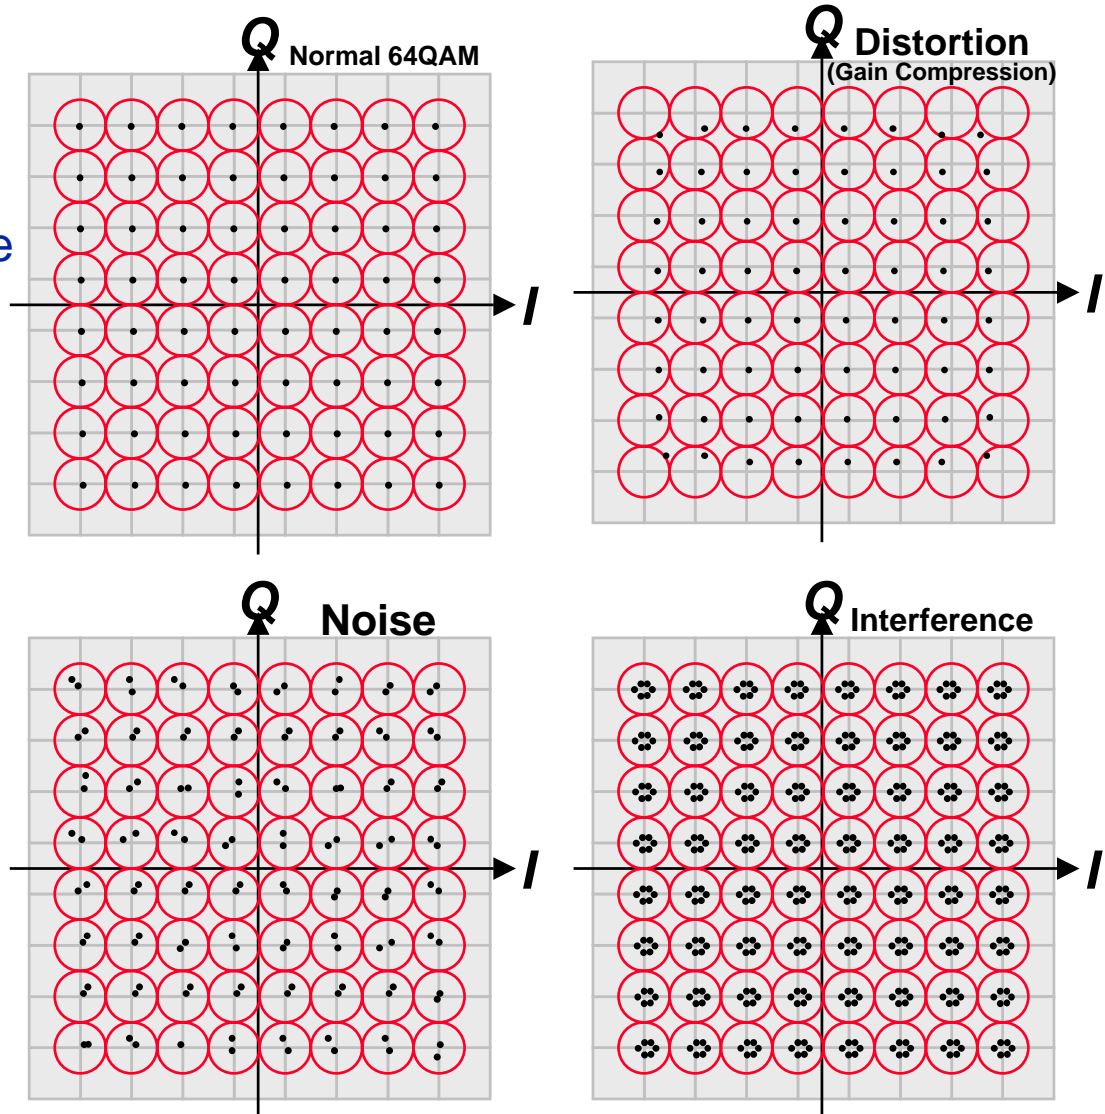 Q Normal 64QAM
I
Q Distortion
(Gain Compression)
I
e
Q Noise
I
Q Interference
I